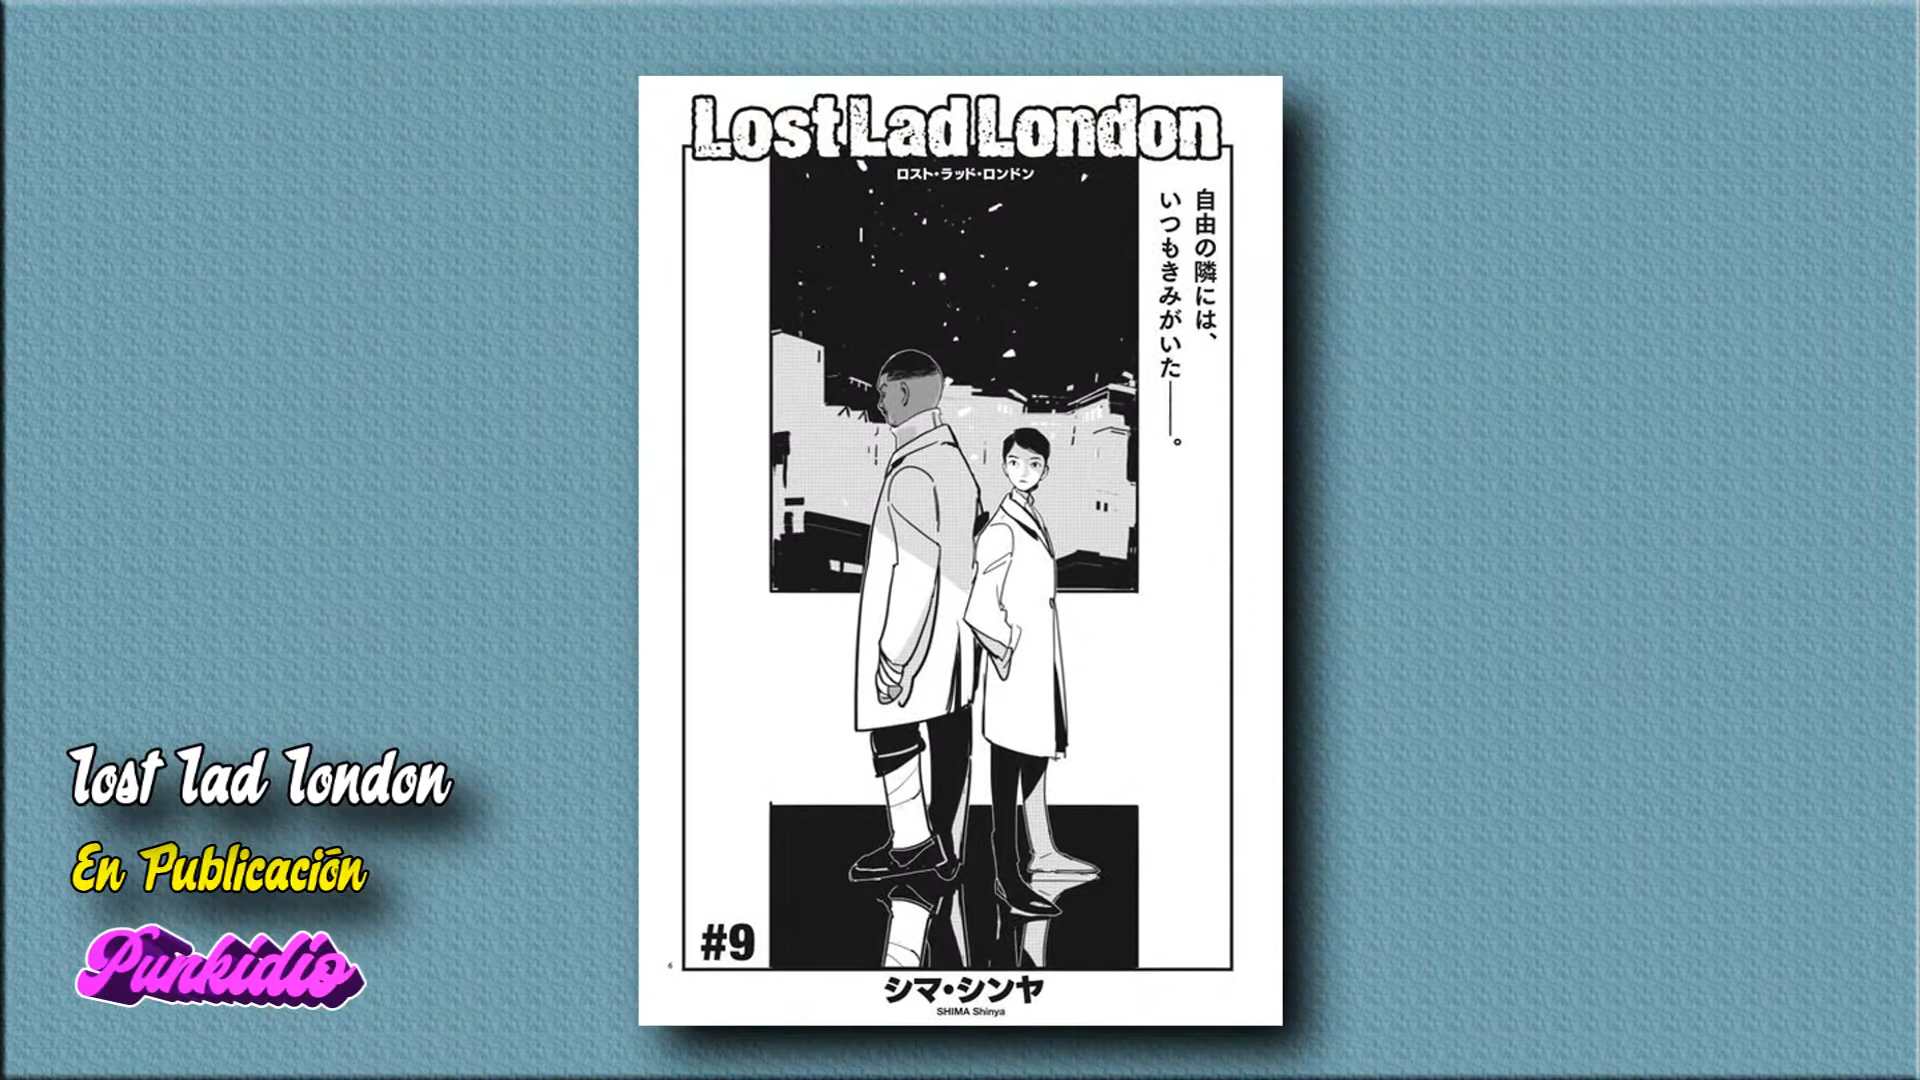 Lost Lad London
ロスト・ラッド・ロンドン
自由の隣には、
いつもきみがいた――。
#9
6
シマ・シンヤ
SHIMA Shinya
Lost Lad London
En Publicación
Punkidio